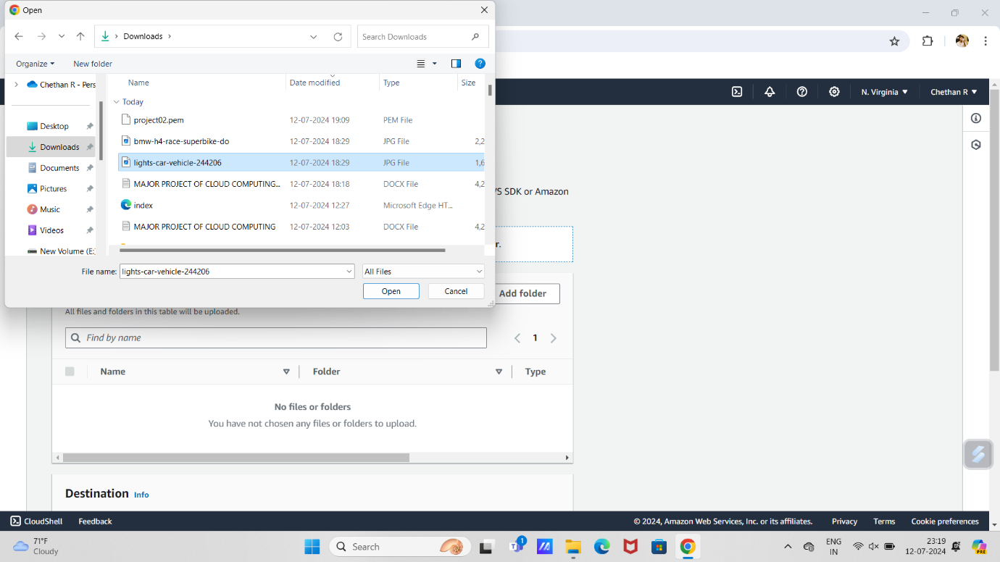 Open
Downloads
Search Downloads
Organize
New folder
Name
Date modified
Type
Size
Chethan R - Pers
Desktop
Downloads
Documents
Pictures
Music
Videos
New Volume (E:
Today
project02.pem
12-07-2024 19:09
PEM File
bmw-h4-race-superbike-do
12-07-2024 18:29
JPG File
2,2
lights-car-vehicle-244206
12-07-2024 18:29
JPG File
1,6
MAJOR PROJECT OF CLOUD COMPUTING...
12-07-2024 18:18
DOCX File
4,2
index
12-07-2024 12:27
Microsoft Edge HT...
MAJOR PROJECT OF CLOUD COMPUTING
12-07-2024 12:03
DOCX File
4,2
File name:
lights-car-vehicle-244206
All Files
Open
Cancel
N. Virginia
Chethan R
/S SDK or Amazon
r.
Add folder
All files and folders in this table will be uploaded.
Find by name
1
Name
Folder
Type
No files or folders
You have not chosen any files or folders to upload.
Destination Info
CloudShell
Feedback
© 2024, Amazon Web Services, Inc. or its affiliates.
Privacy
Terms
Cookie preferences
71°F
Cloudy
Search
1
ENG
IN
23:19
12-07-2024
PRE